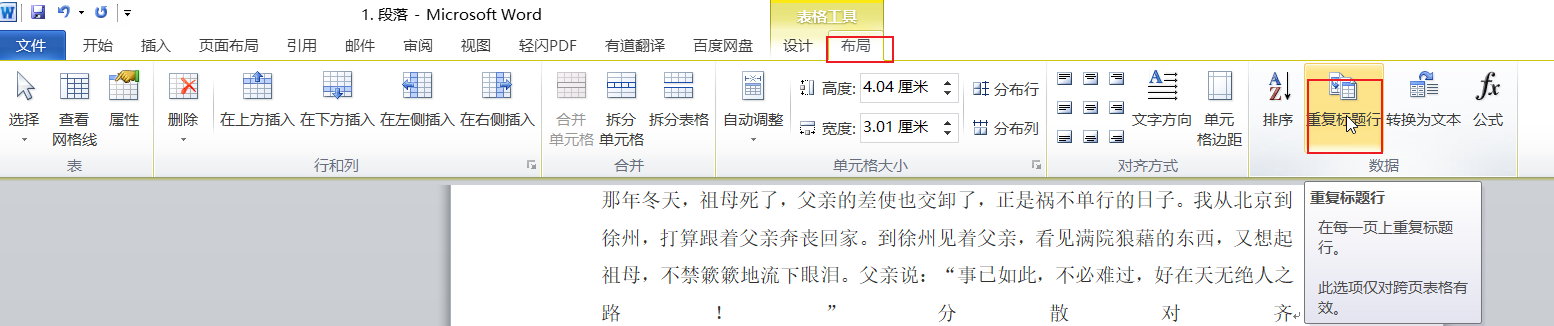 1. 段落 - Microsoft Word
表格工具
文件 开始 插入 页面布局 引用 邮件 审阅 视图 轻闪PDF 有道翻译 百度网盘 设计 布局
选择 查看网格线 属性 删除 在上方插入 在下方插入 在左侧插入 在右侧插入 合并单元格 拆分单元格 拆分表格 自动调整
高度: 4.04 厘米 分布行
宽度: 3.01 厘米 分布列
文字方向 单元格边距 排序 重复标题行 转换为文本 公式
表 行和列 合并 单元格大小 对齐方式 数据
那年冬天，祖母死了，父亲的差使也交卸了，正是祸不单行的日子。我从北京到
徐州，打算跟着父亲奔丧回家。到徐州见着父亲，看见满院狼藉的东西，又想起
祖母，不禁簌簌地流下眼泪。父亲说：“事已如此，不必难过，好在天无绝人之
路！”分散对齐
重复标题行
在每一页上重复标题
行。
此选项仅对跨页表格有
效。